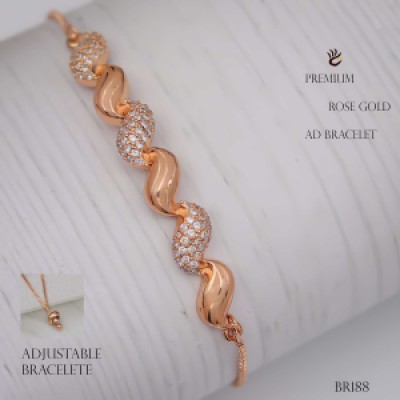 PREMIUM
ROSE GOLD
AD BRACELET
ADJUSTABLE
BRACELETE
BR188